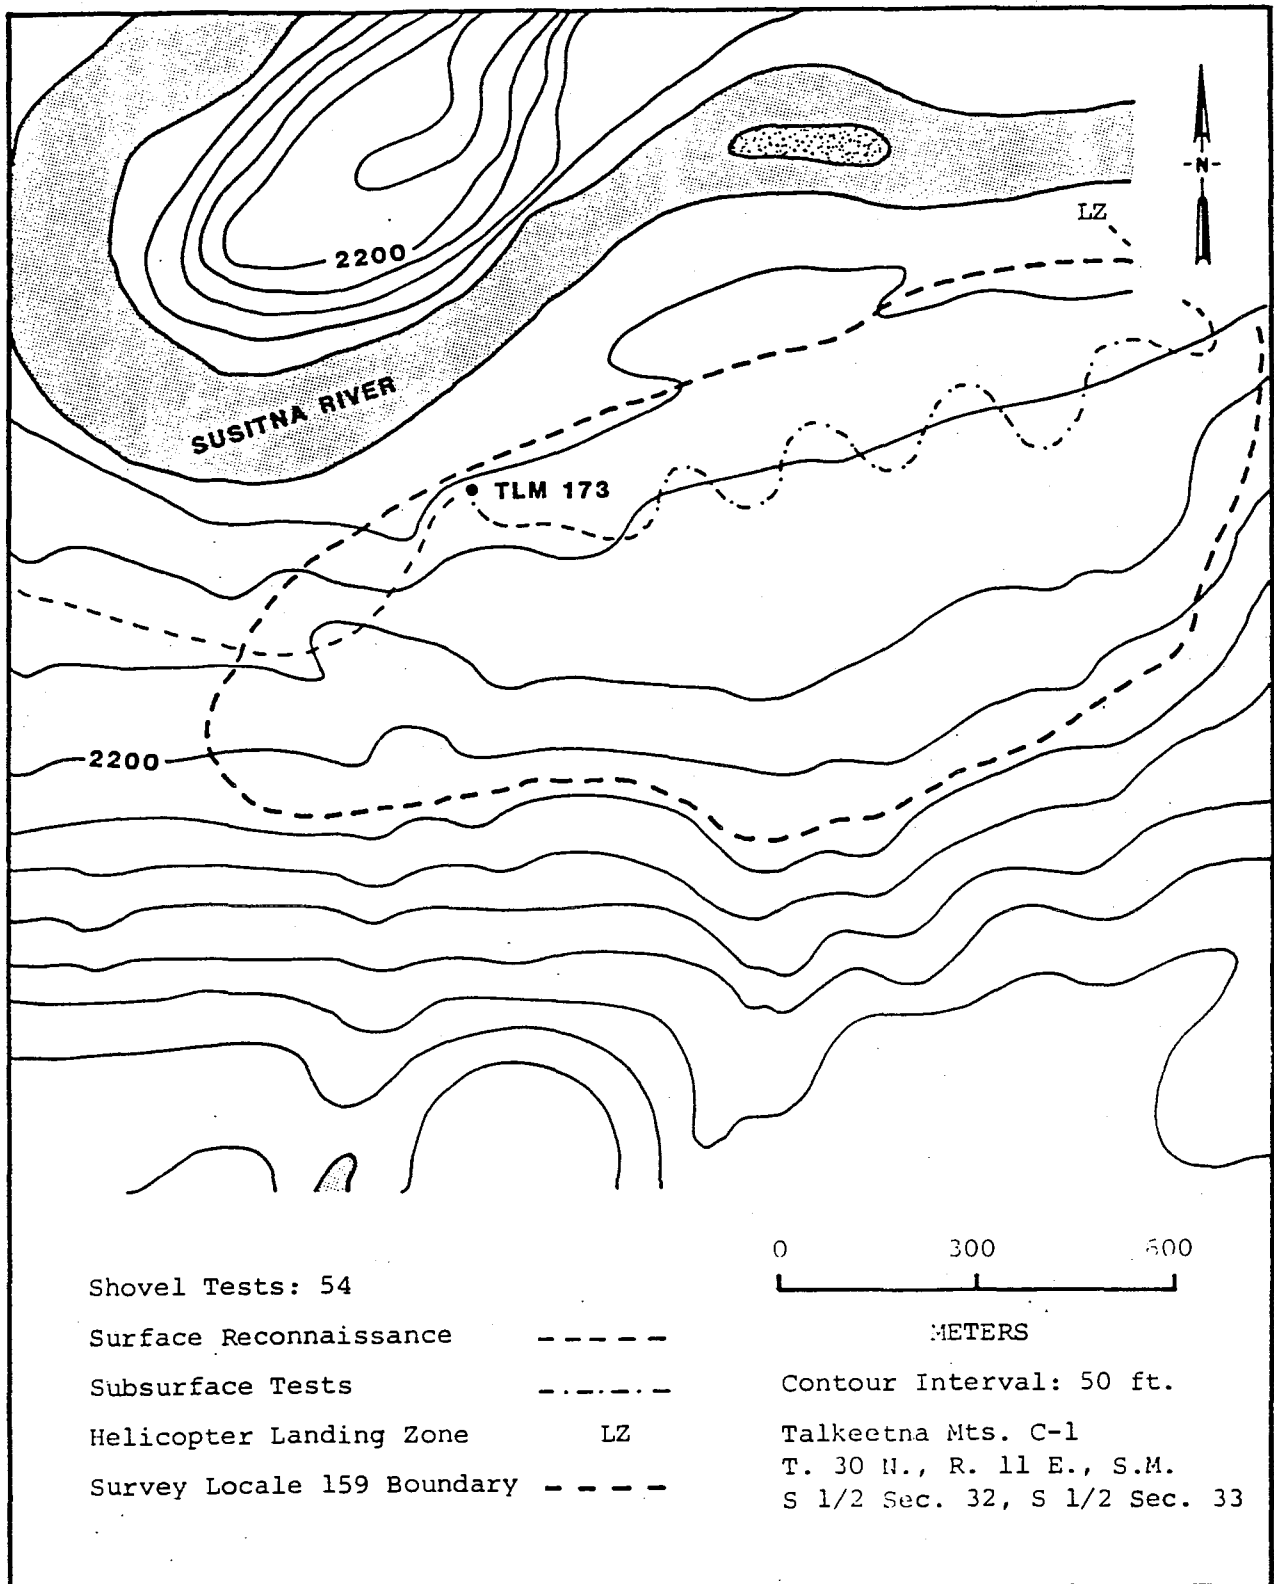 -N-
LZ
2200
SUSITNA RIVER
TLM 173
2200
0 300 600
METERS
Shovel Tests: 54
Surface Reconnaissance
Subsurface Tests
Helicopter Landing Zone LZ
Survey Locale 159 Boundary
Contour Interval: 50 ft.
Talkeetna Mts. C-1
T. 30 N., R. 11 E., S.M.
S 1/2 Sec. 32, S 1/2 Sec. 33